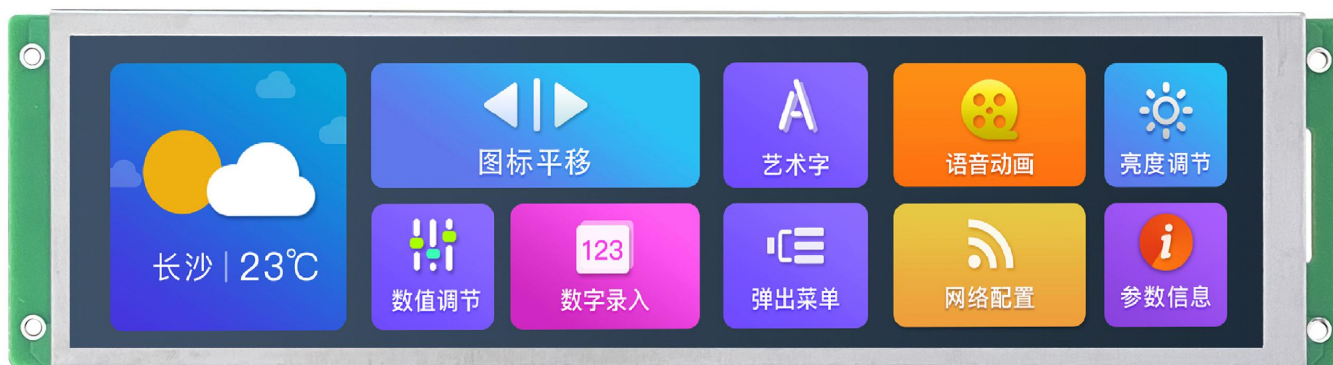 图标平移
艺术字
语音动画
亮度调节
长沙 | 23℃
数值调节
123
数字录入
弹出菜单
网络配置
i
参数信息